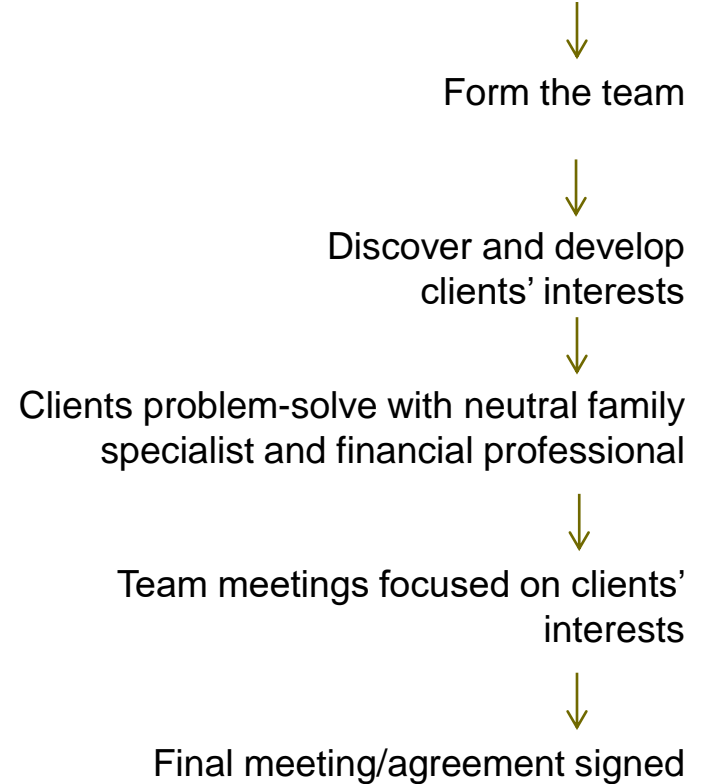 Form the team
Discover and develop
clients’ interests
Clients problem-solve with neutral family
specialist and financial professional
Team meetings focused on clients’
interests
Final meeting/agreement signed